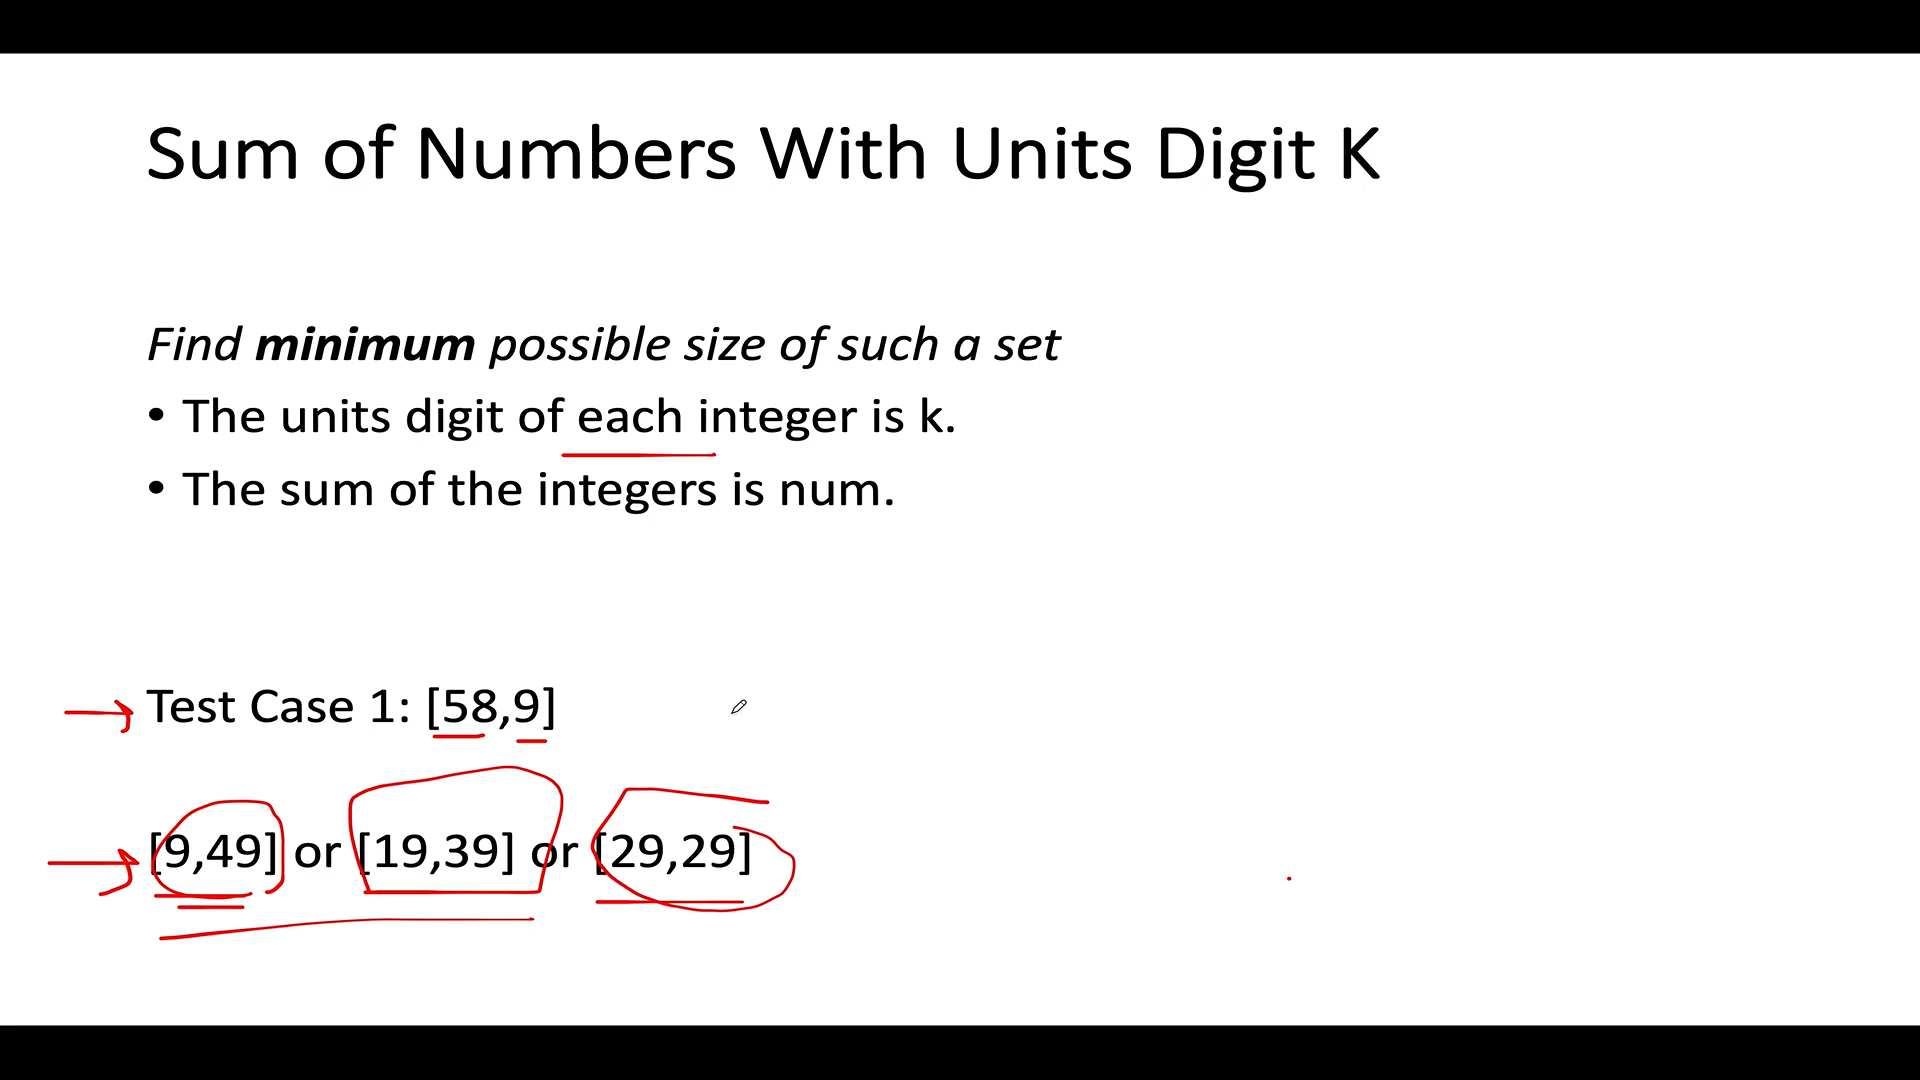 Sum of Numbers With Units Digit K
Find minimum possible size of such a set
• The units digit of each integer is k.
• The sum of the integers is num.
Test Case 1: [58,9]
[9,49] or [19,39] or [29,29]